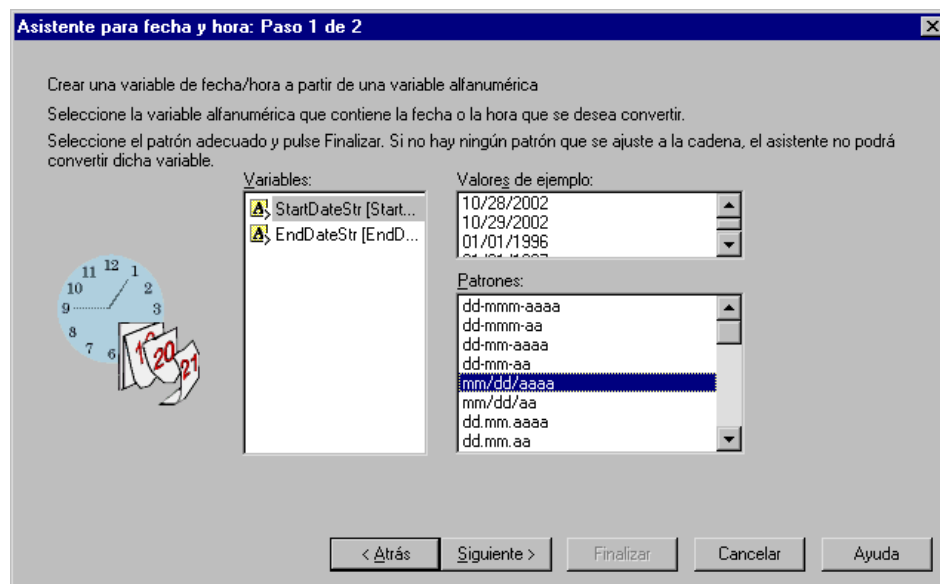 Asistente para fecha y hora: Paso 1 de 2
Crear una variable de fecha/hora a partir de una variable alfanumérica
Seleccione la variable alfanumérica que contiene la fecha o la hora que se desea convertir.
Seleccione el patrón adecuado y pulse Finalizar. Si no hay ningún patrón que se ajuste a la cadena, el asistente no podrá
convertir dicha variable.
Variables:
StartDateStr [Start...
EndDateStr [EndD...
Valores de ejemplo:
10/28/2002
10/29/2002
01/01/1996
Patrones:
dd-mmm-aaaa
dd-mmm-aa
dd-mm-aaaa
dd-mm-aa
mm/dd/aaaa
mm/dd/aa
dd.mm.aaaa
dd.mm.aa
11 12 1
10 2
9 3
8
7 6
19 20 21
< Atrás Siguiente > Finalizar Cancelar Ayuda